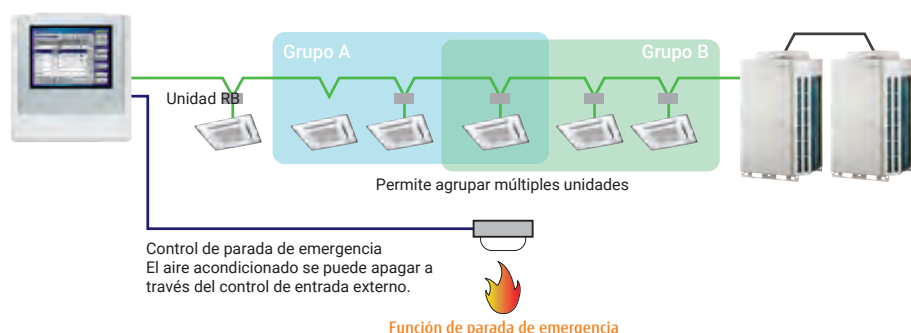 Grupo A
Grupo B
Unidad RB
Permite agrupar múltiples unidades
Control de parada de emergencia
El aire acondicionado se puede apagar a
través del control de entrada externo.
Función de parada de emergencia